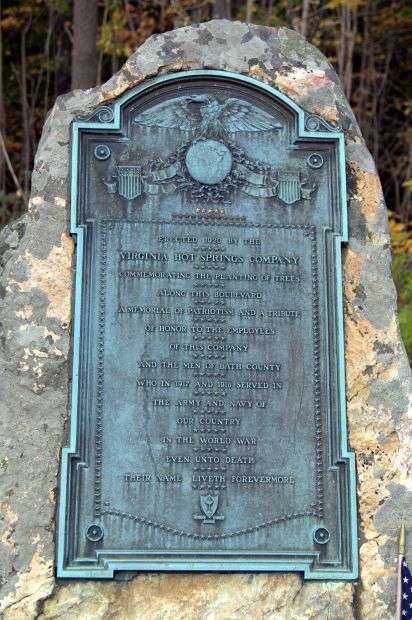 ERECTED 1920 BY THE
VIRGINIA HOT SPRINGS COMPANY
COMMEMORATING THE PLANTING OF TREES
ALONG THIS BOULEVARD
A MEMORIAL OF PATRIOTISM AND A TRIBUTE
OF HONOR TO THE EMPLOYEES
OF THIS COMPANY
AND THE MEN OF BATH COUNTY
WHO IN 1917 AND 1918 SERVED IN
THE ARMY AND NAVY OF
OUR COUNTRY
IN THE WORLD WAR
EVEN UNTO DEATH
THEIR NAME LIVETH FOREVERMORE